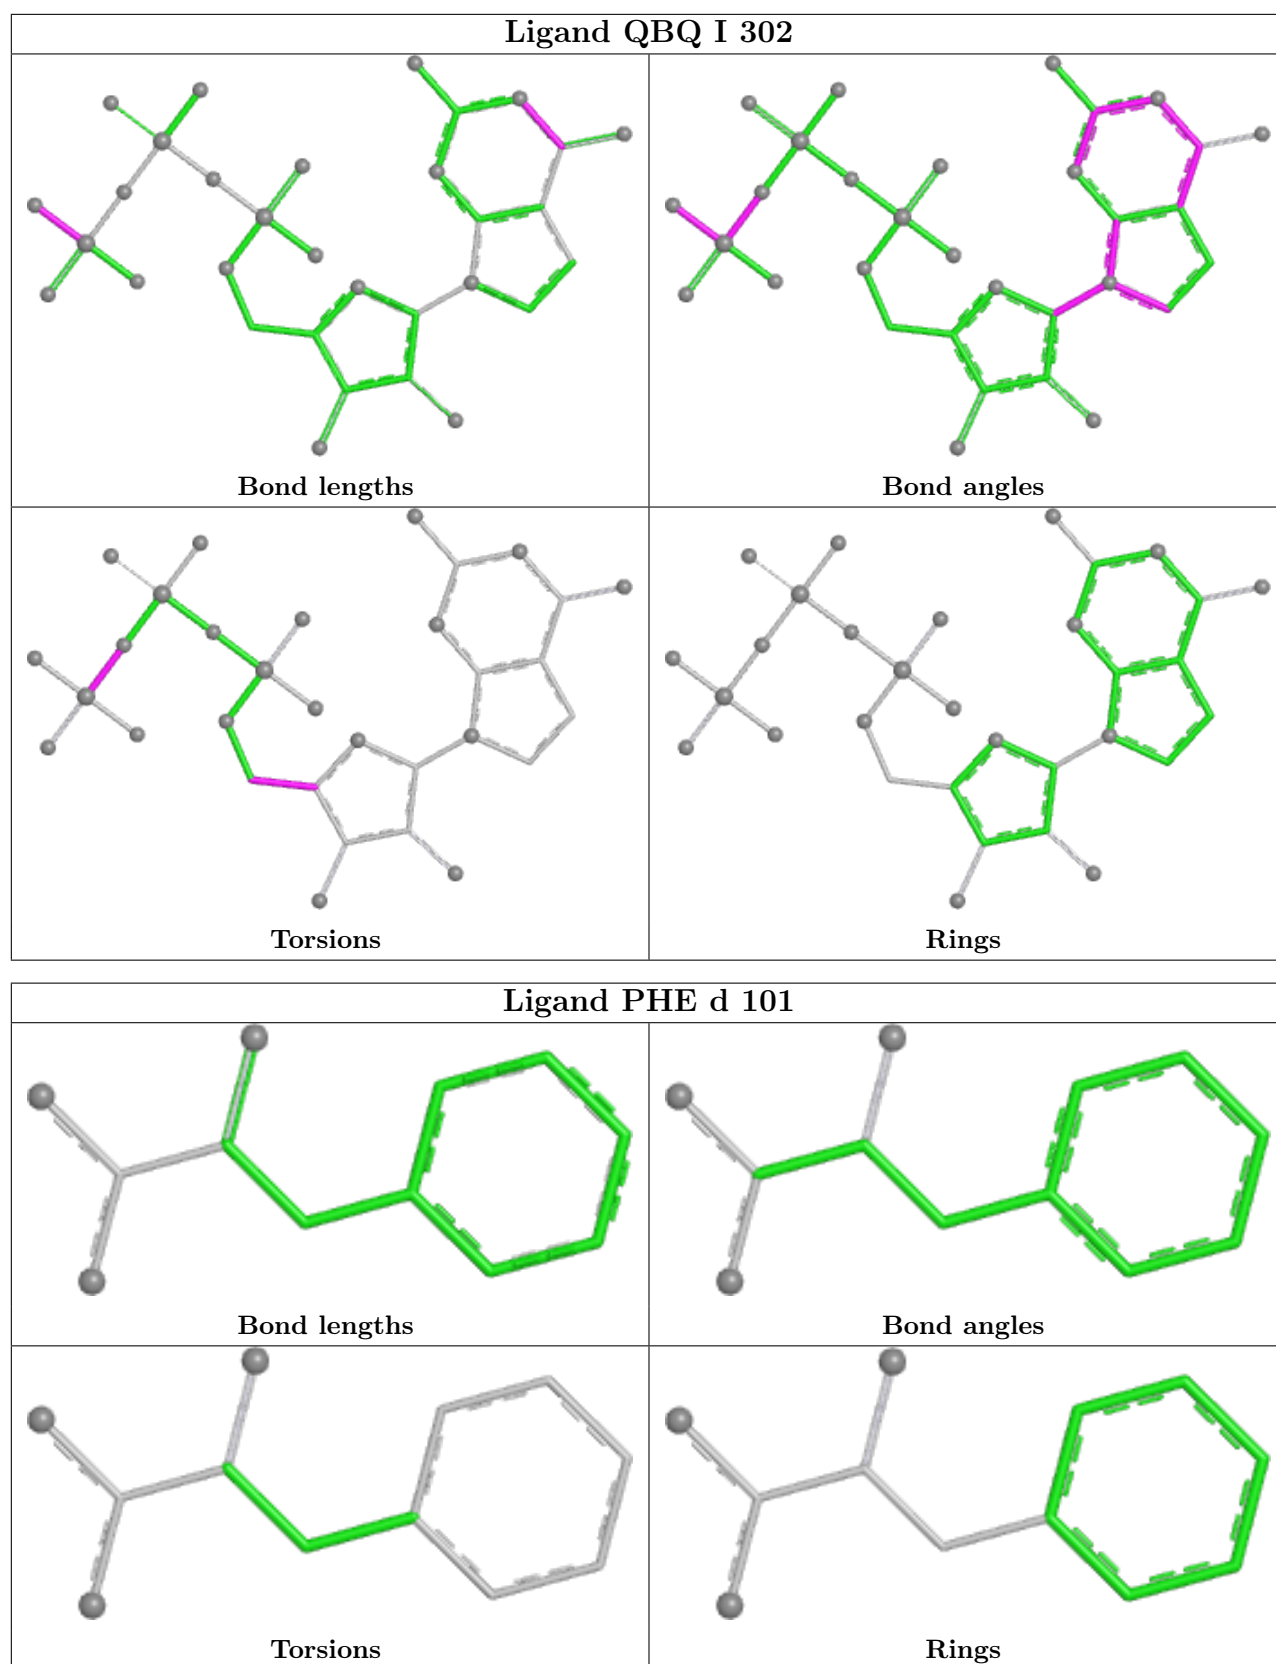 Ligand QBQ I 302
Bond lengths
Bond angles
Torsions
Rings
Ligand PHE d 101
Bond lengths
Bond angles
Torsions
Rings